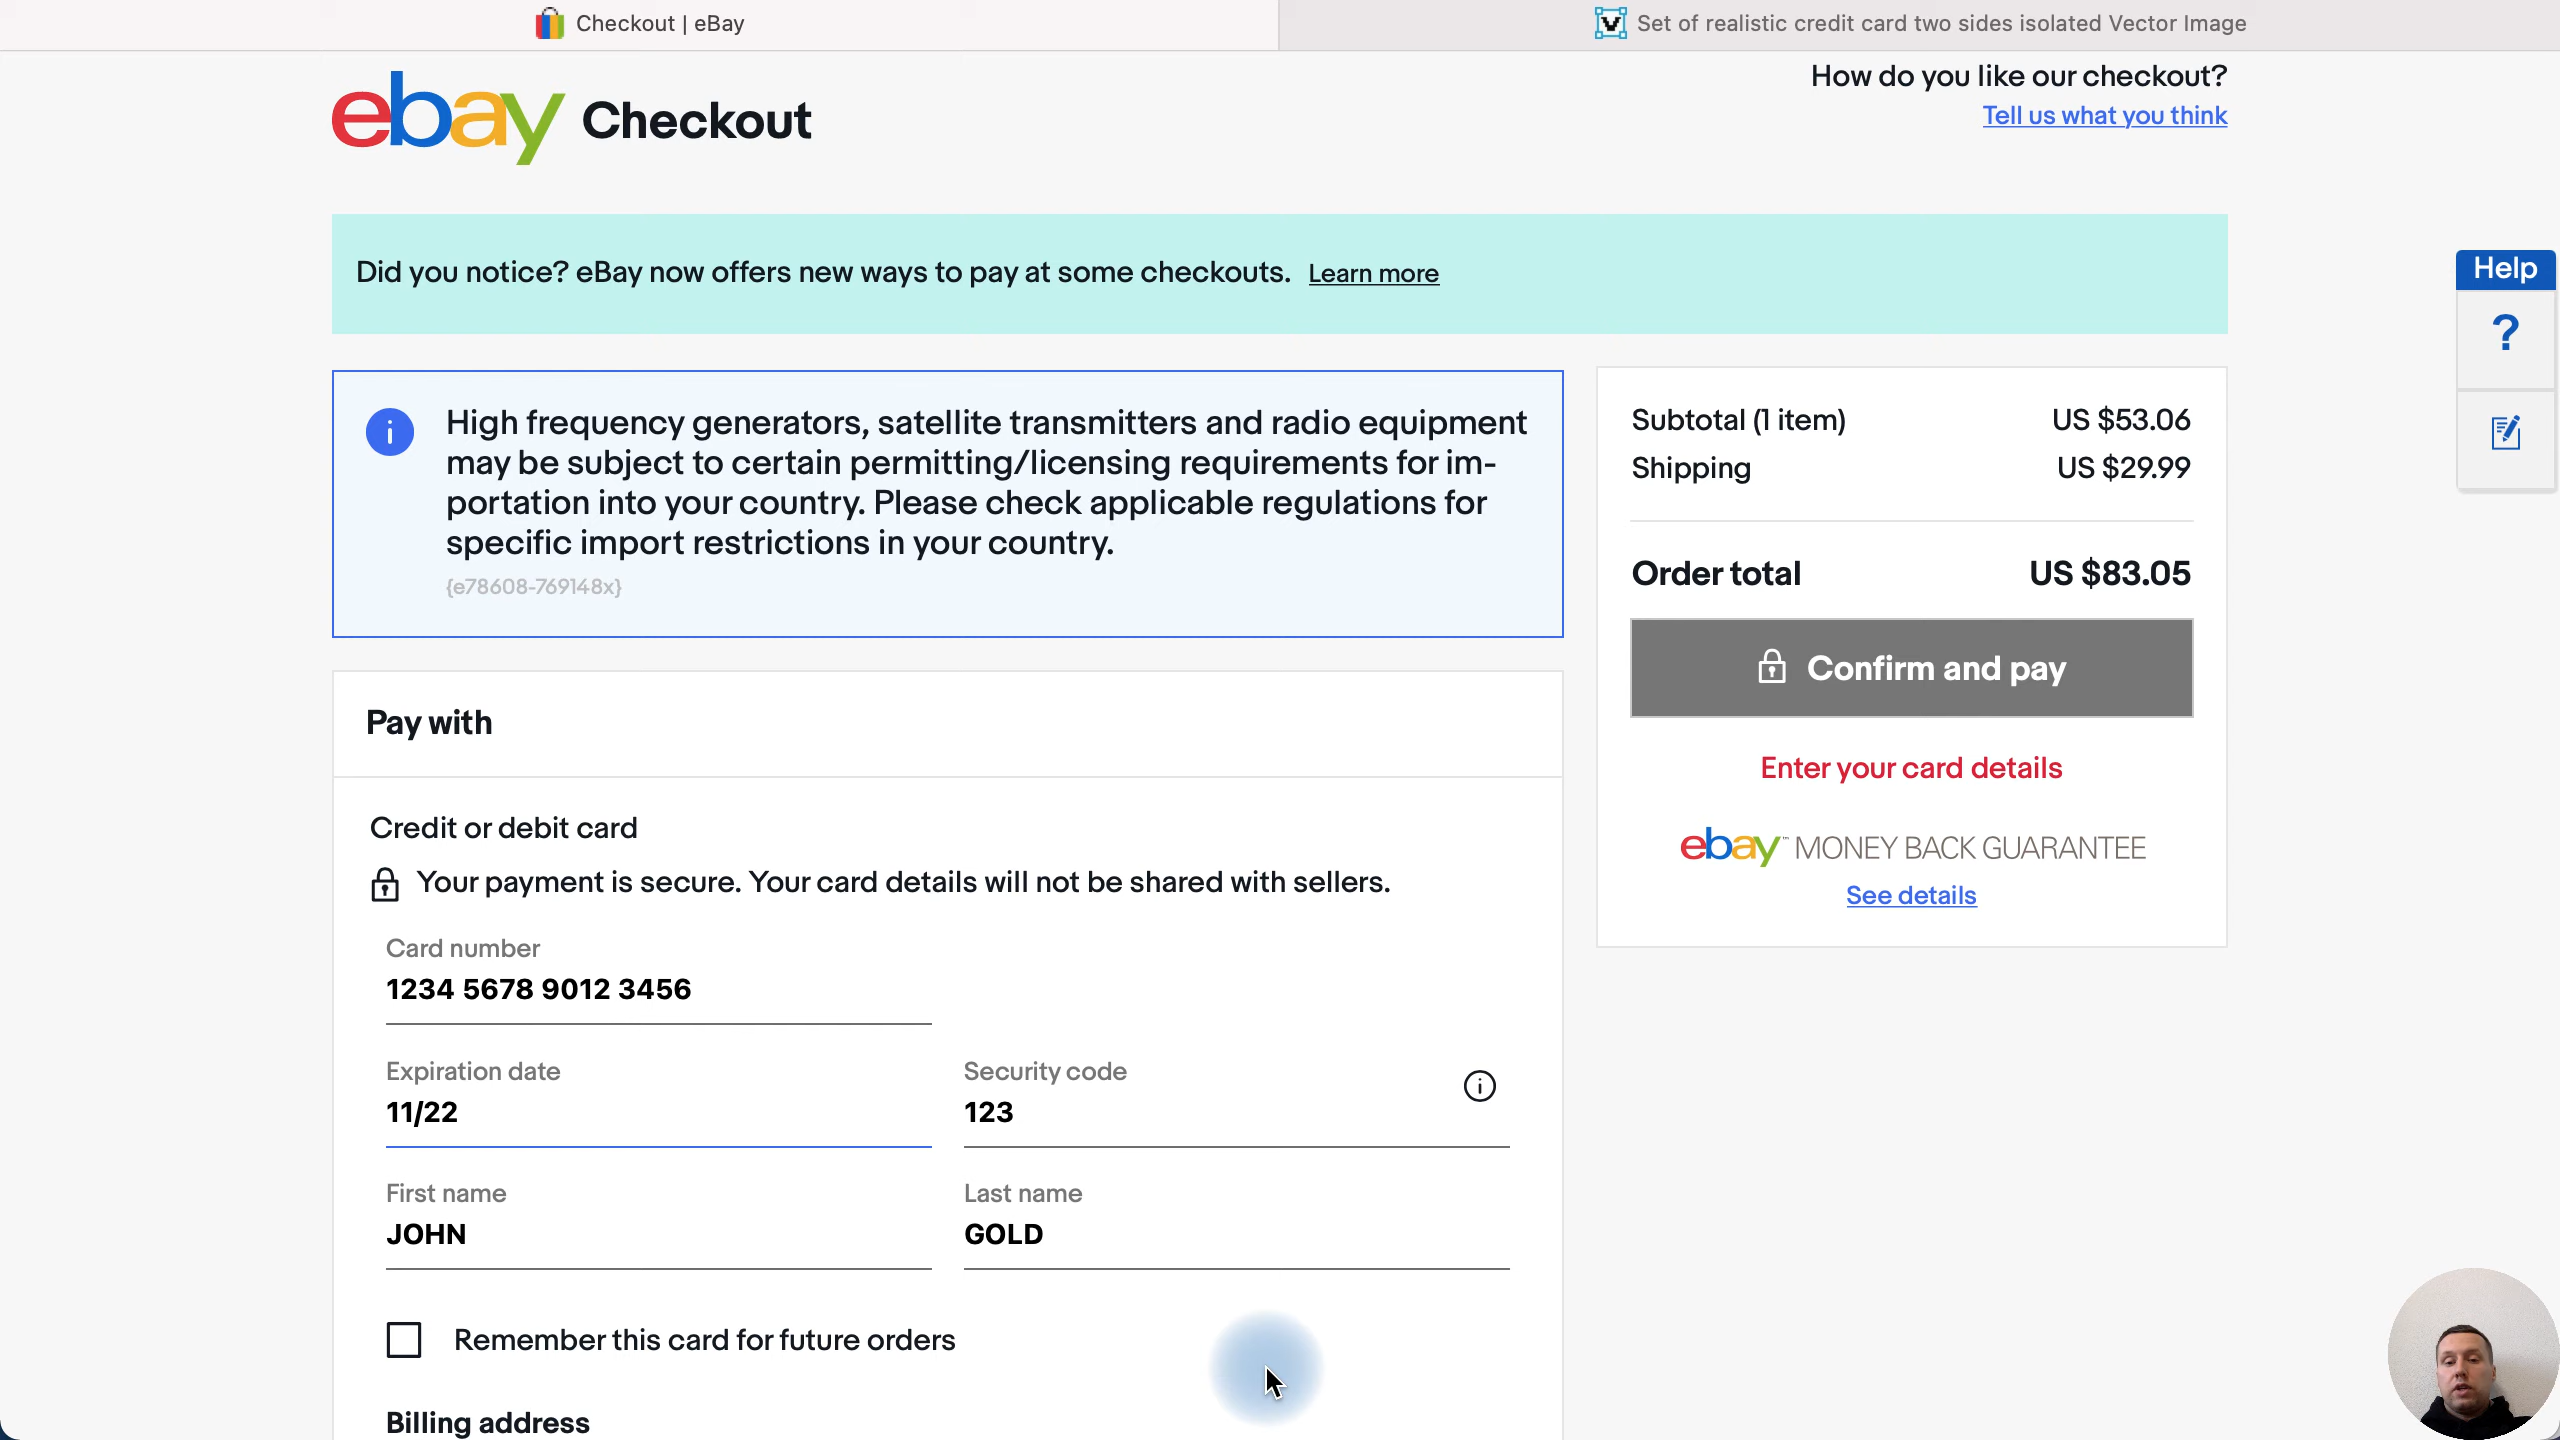 Checkout | eBay
Set of realistic credit card two sides isolated Vector Image
ebay Checkout
How do you like our checkout?
Tell us what you think
Did you notice? eBay now offers new ways to pay at some checkouts. Learn more
Help
?
High frequency generators, satellite transmitters and radio equipment
may be subject to certain permitting/licensing requirements for im-
portation into your country. Please check applicable regulations for
specific import restrictions in your country.
{e78608-769148x}
Subtotal (1 item) US $53.06
Shipping US $29.99
Order total US $83.05
Confirm and pay
Enter your card details
ebay™ MONEY BACK GUARANTEE
See details
Pay with
Credit or debit card
Your payment is secure. Your card details will not be shared with sellers.
Card number
1234 5678 9012 3456
Expiration date
11/22
Security code
123
First name
JOHN
Last name
GOLD
Remember this card for future orders
Billing address